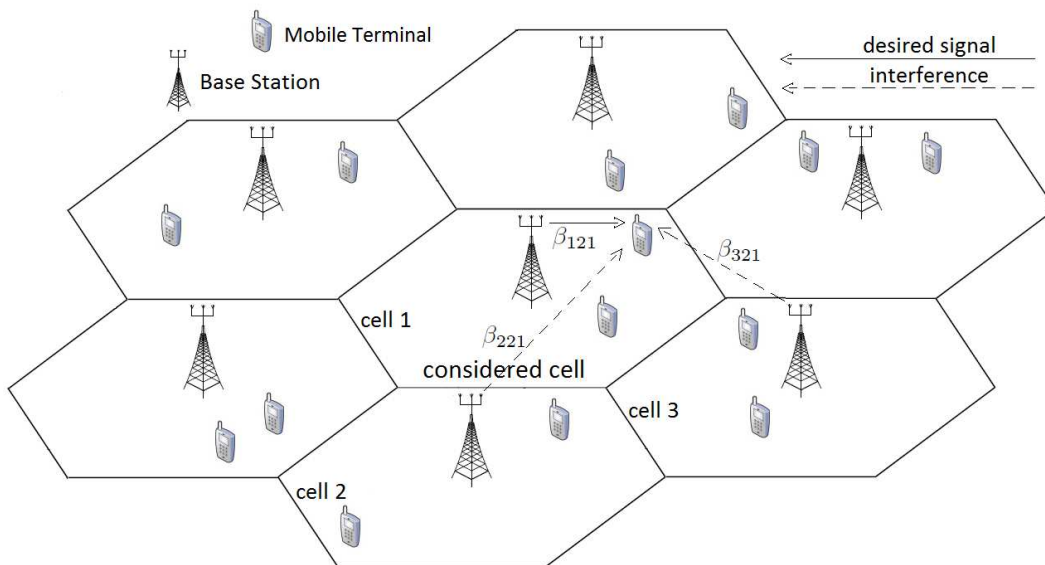 Mobile Terminal
Base Station
desired signal
interference
β₁₂₁
β₃₂₁
cell 1
β₂₂₁
considered cell
cell 3
cell 2